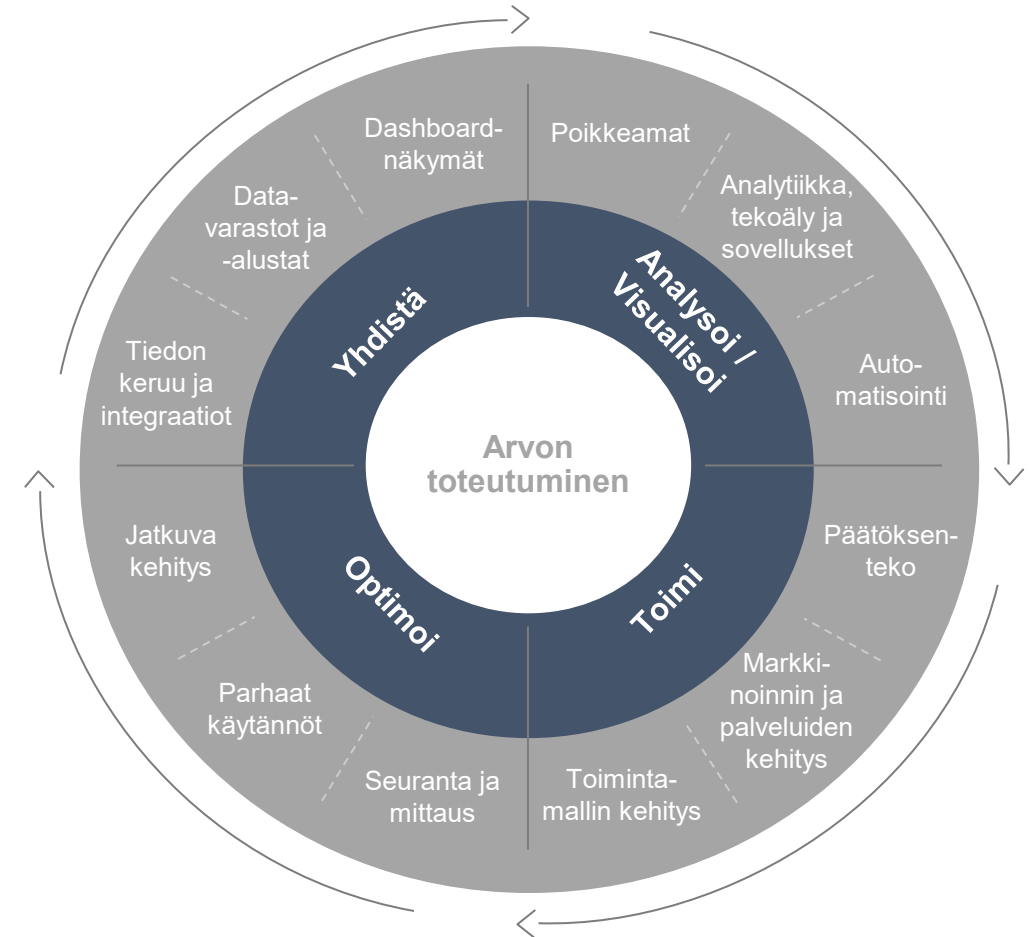 Dashboard-
näkymät
Poikkeamat
Analytiikka,
tekoäly ja
sovellukset
Data-
varastot ja
-alustat
Analysoi /
Visualisoi
Yhdistä
Tiedon
keruu ja
integraatiot
Auto-
matisointi
Arvon
toteutuminen
Jatkuva
kehitys
Päätöksen-
teko
Optimoi
Toimi
Markki-
noinnin ja
palveluiden
kehitys
Parhaat
käytännöt
Seuranta ja
mittaus
Toiminta-
mallin kehitys